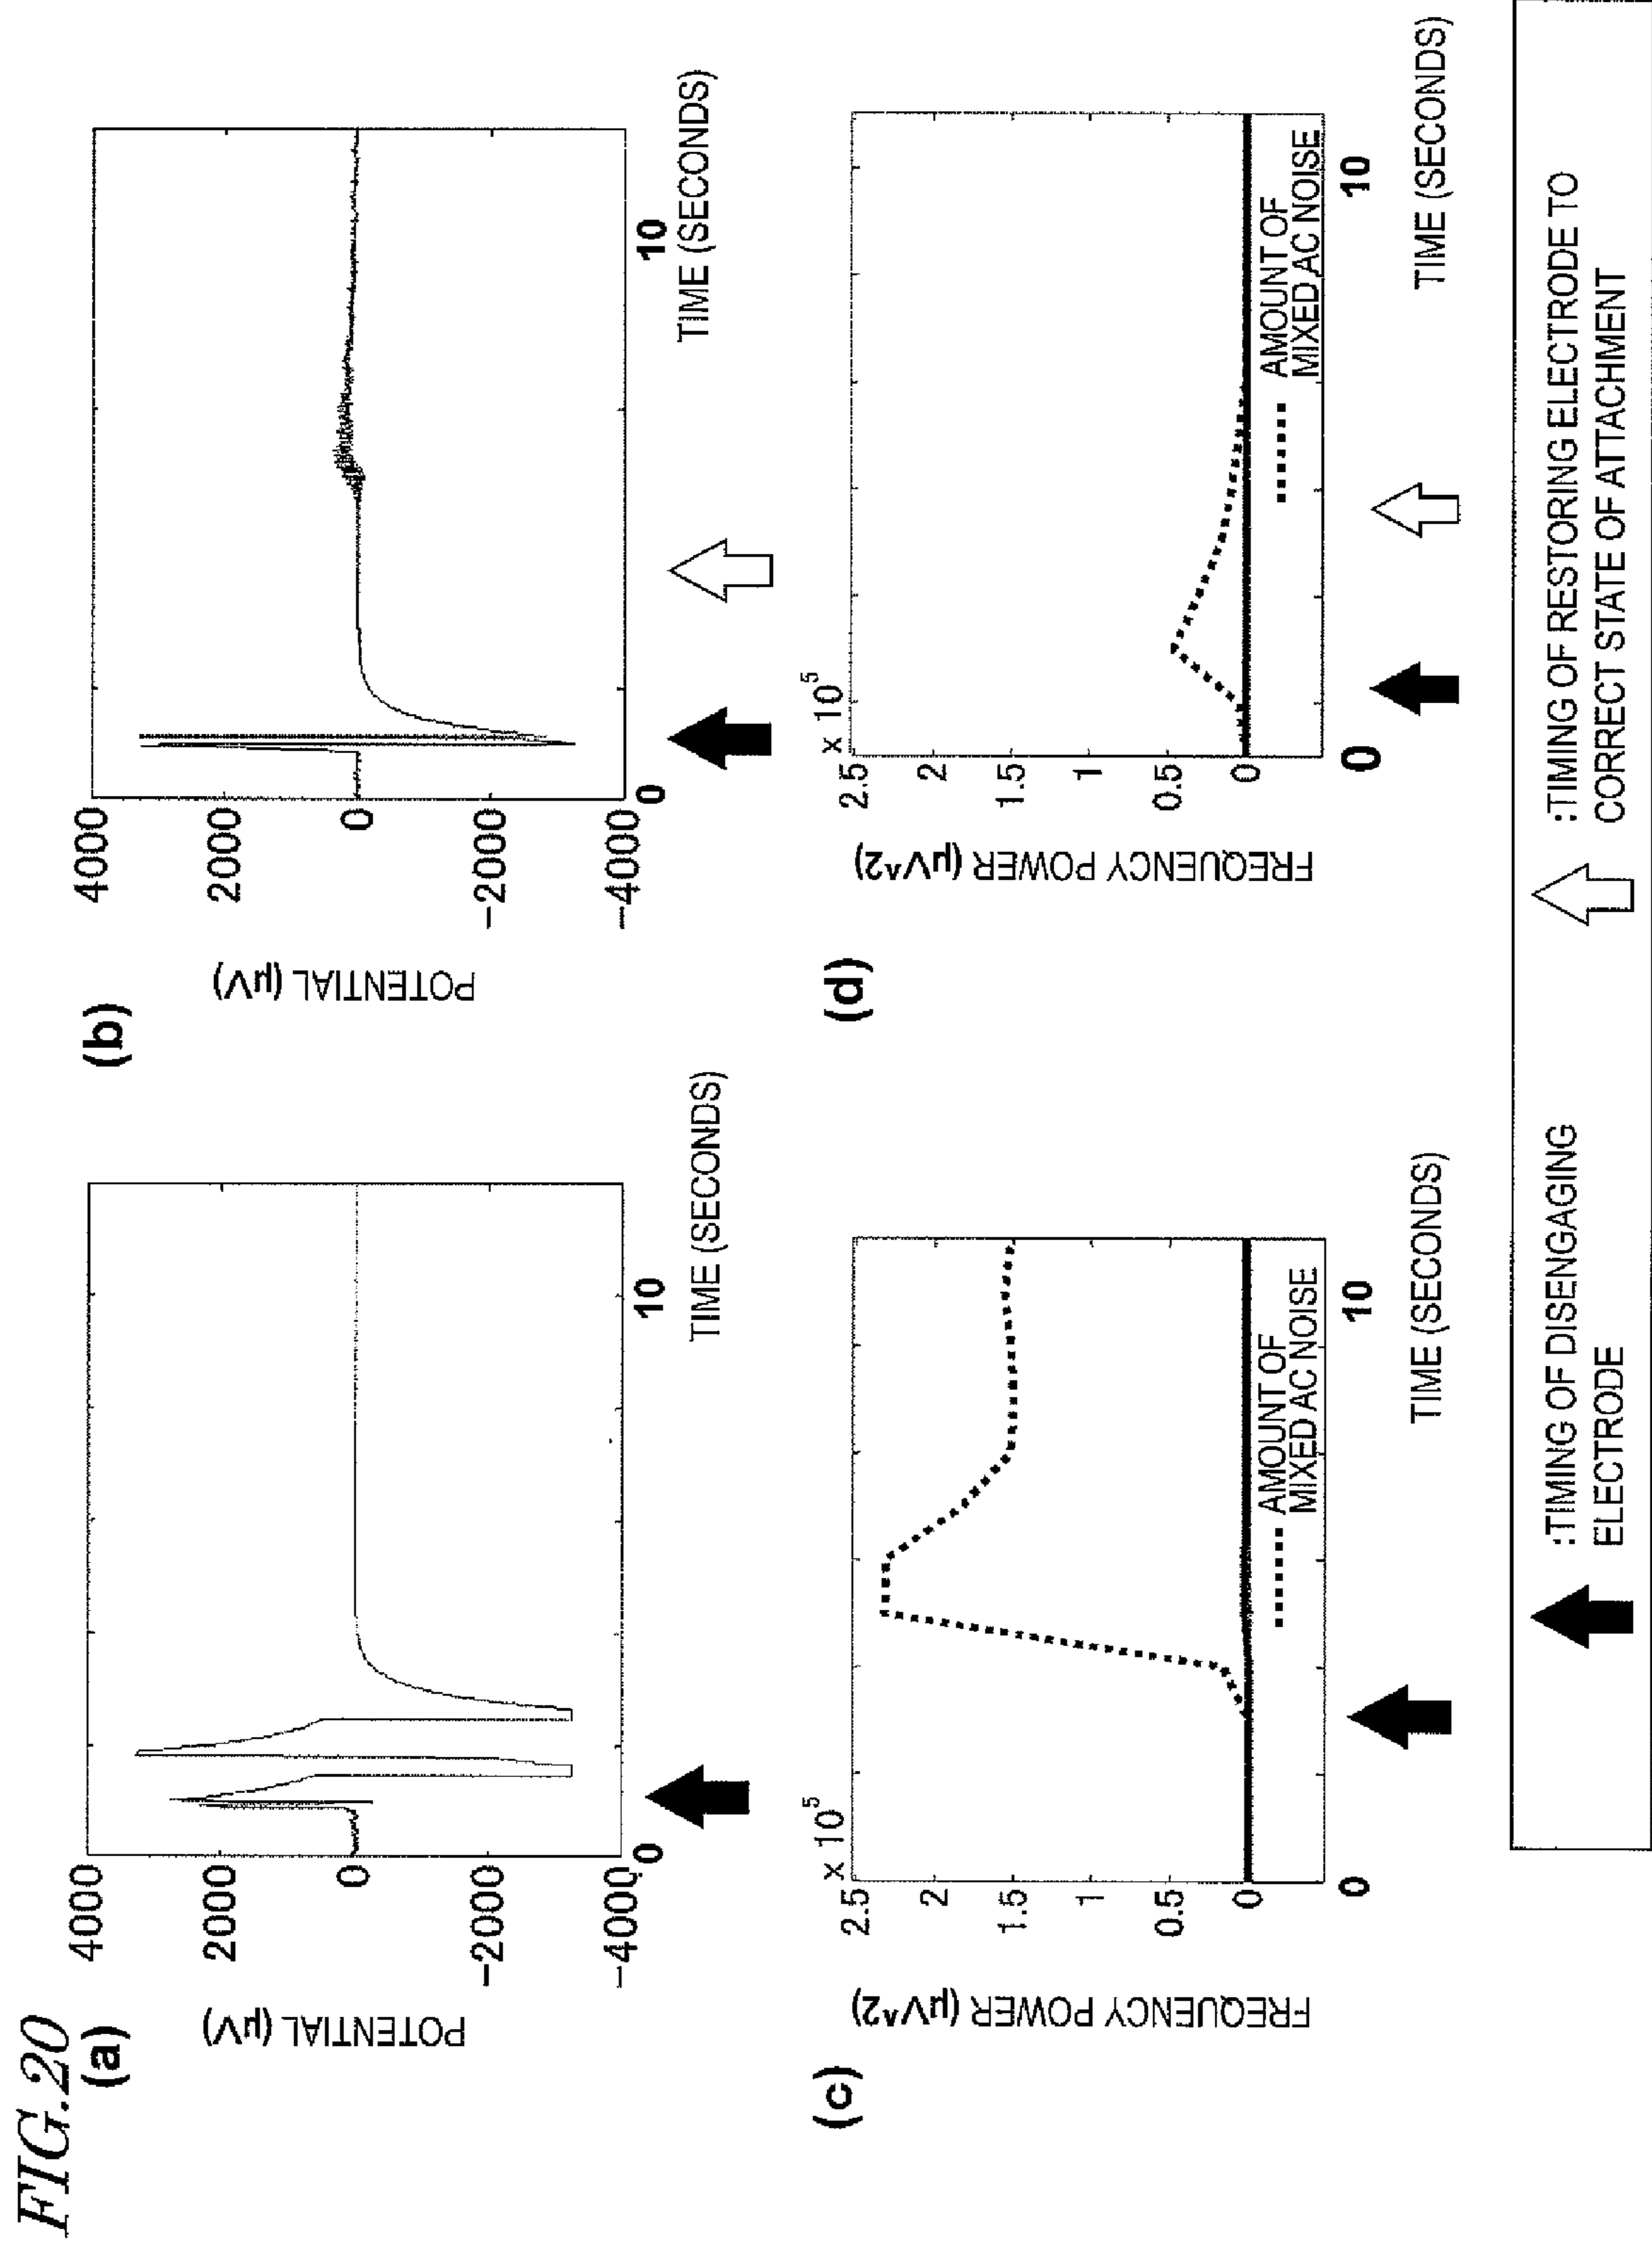 FIG.20
(a)
POTENTIAL (μV)
4000
2000
0
-2000
-4000
0
10
TIME (SECONDS)
(b)
POTENTIAL (μV)
4000
2000
0
-2000
-4000
0
10
TIME (SECONDS)
(c)
FREQUENCY POWER (μV^2)
x 10^5
2.5
2
1.5
1
0.5
0
AMOUNT OF
MIXED AC NOISE
0
10
TIME (SECONDS)
(d)
FREQUENCY POWER (μV^2)
x 10^5
2.5
2
1.5
1
0.5
0
AMOUNT OF
MIXED AC NOISE
0
10
TIME (SECONDS)
:TIMING OF DISENGAGING
ELECTRODE
:TIMING OF RESTORING ELECTRODE TO
CORRECT STATE OF ATTACHMENT